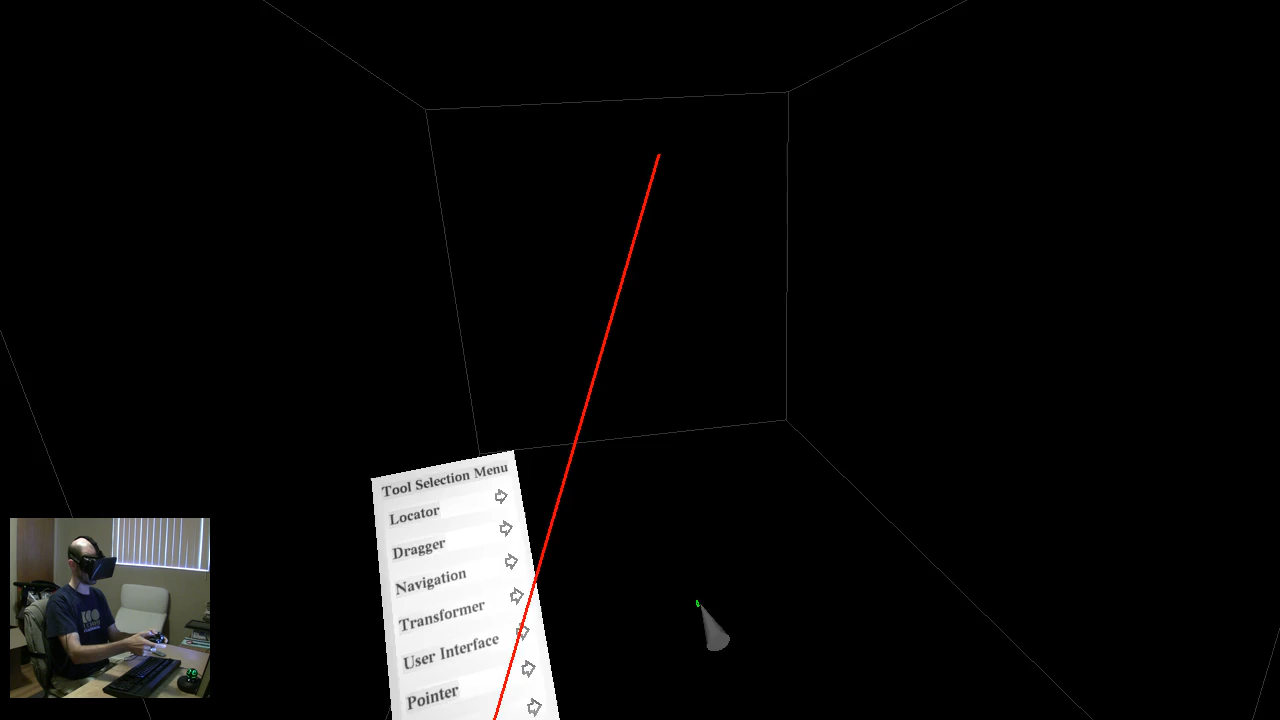 Tool Selection Menu
Locator
Dragger
Navigation
Transformer
User Interface
Pointer